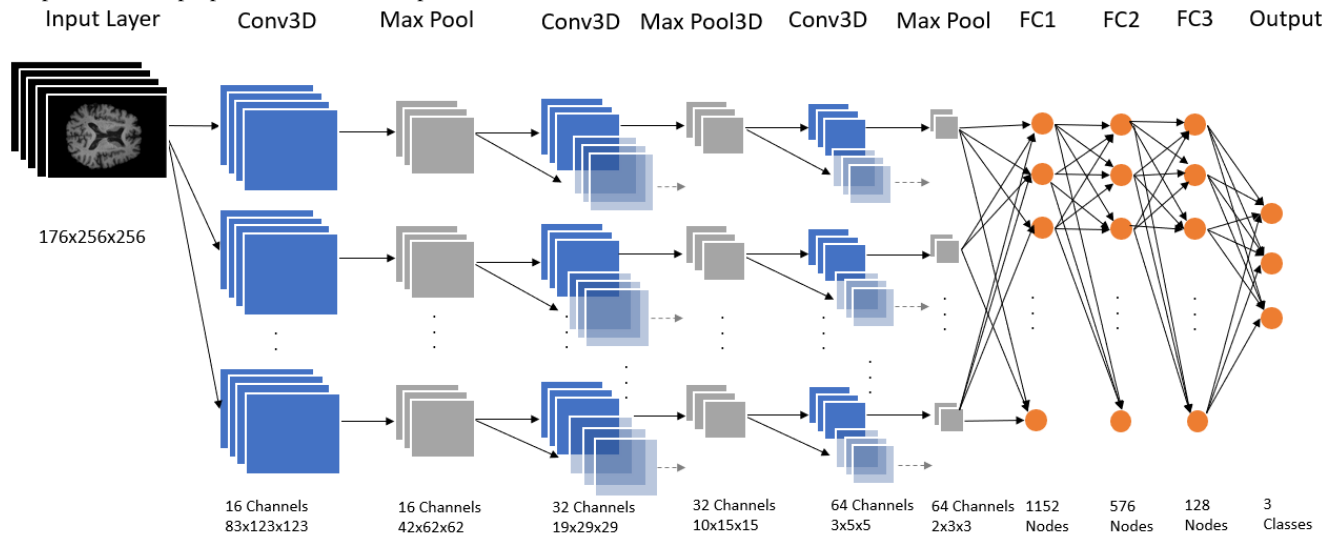 Input Layer
Conv3D
Max Pool
Conv3D
Max Pool3D
Conv3D
Max Pool
FC1
FC2
FC3
Output
176x256x256
16 Channels
83x123x123
16 Channels
42x62x62
32 Channels
19x29x29
32 Channels
10x15x15
64 Channels
3x5x5
64 Channels
2x3x3
1152
Nodes
576
Nodes
128
Nodes
3
Classes